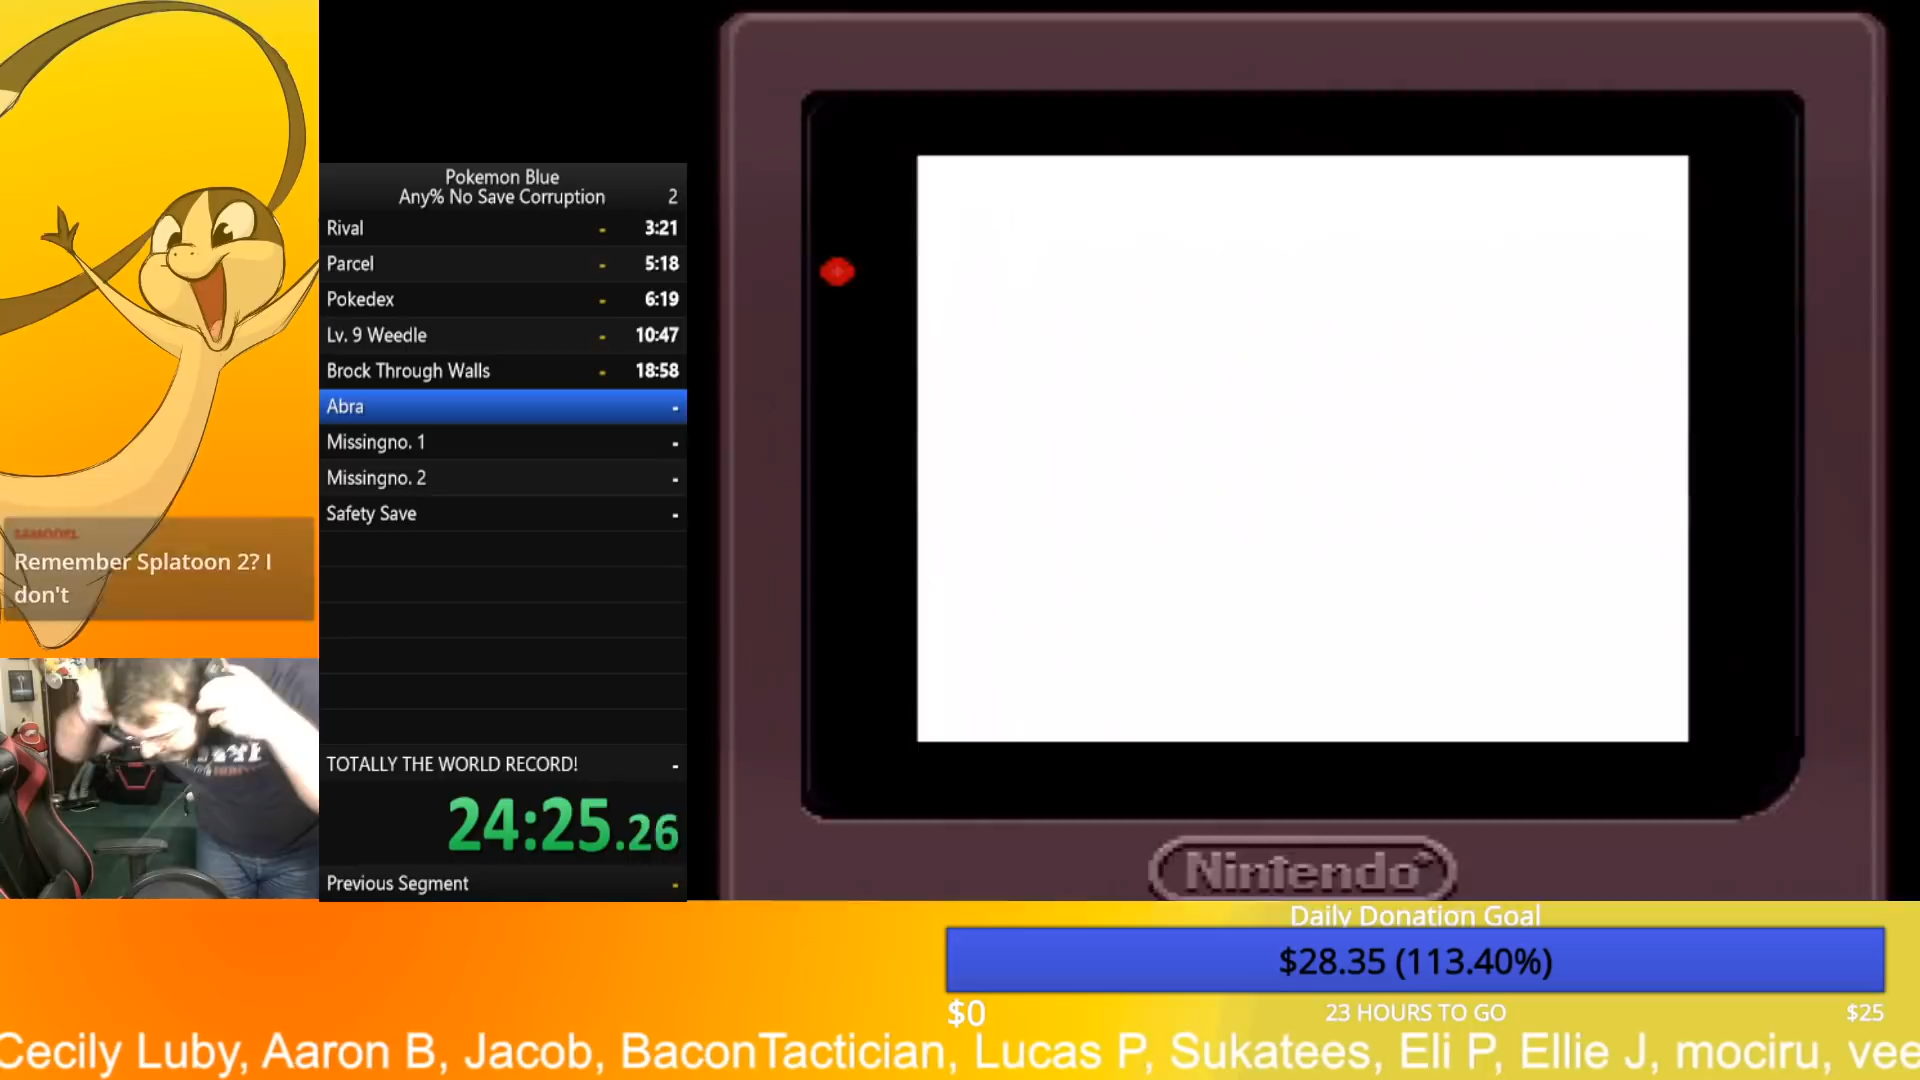 Pokemon Blue
Any% No Save Corruption 2
Rival - 3:21
Parcel - 5:18
Pokedex - 6:19
Lv. 9 Weedle - 10:47
Brock Through Walls - 18:58
Abra -
Missingno. 1 -
Missingno. 2 -
Safety Save -
TOTALLY THE WORLD RECORD! -
24:25.26
Previous Segment -
Remember Splatoon 2? I
don't
Nintendo
Daily Donation Goal
$28.35 (113.40%)
$0 23 HOURS TO GO $25
Cecily Luby, Aaron B, Jacob, BaconTactician, Lucas P, Sukatees, Eli P, Ellie J, mociru, vee